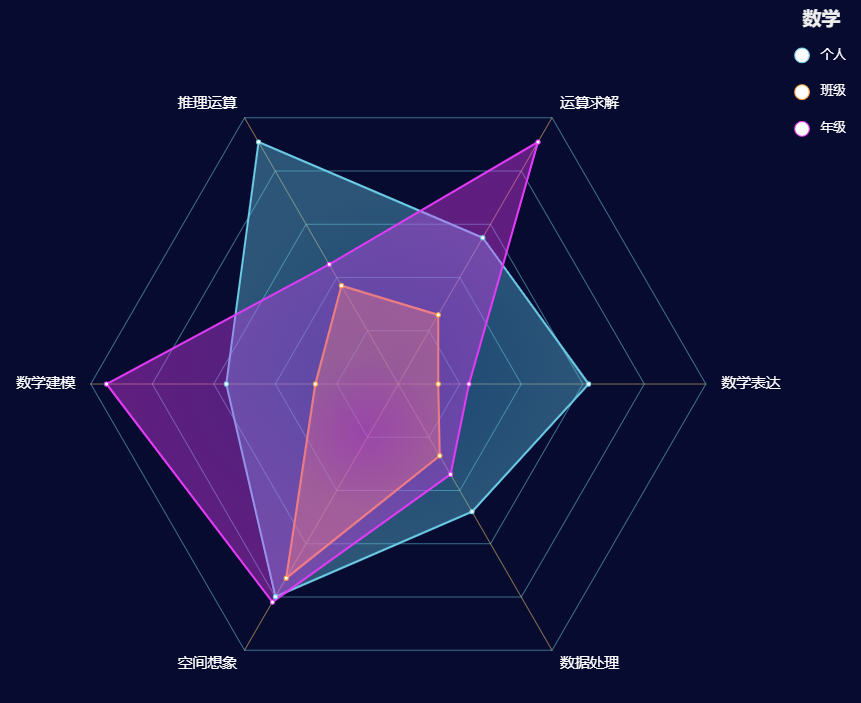 数学
个人
班级
年级
推理运算
运算求解
数学建模
数学表达
空间想象
数据处理